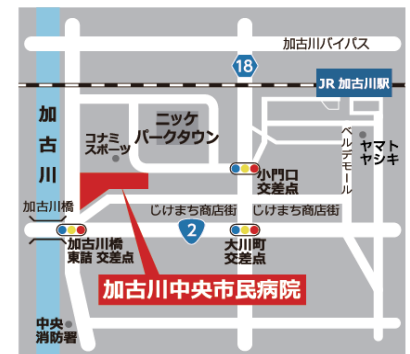 加古川バイパス
18
JR 加古川駅
加古川
ニッケ
パークタウン
コナミ
スポーツ
ベルデモール
ヤマト
ヤシキ
小門口
交差点
加古川橋
じけまち商店街
じけまち商店街
2
加古川橋
東詰 交差点
大川町
交差点
加古川中央市民病院
中央
消防署